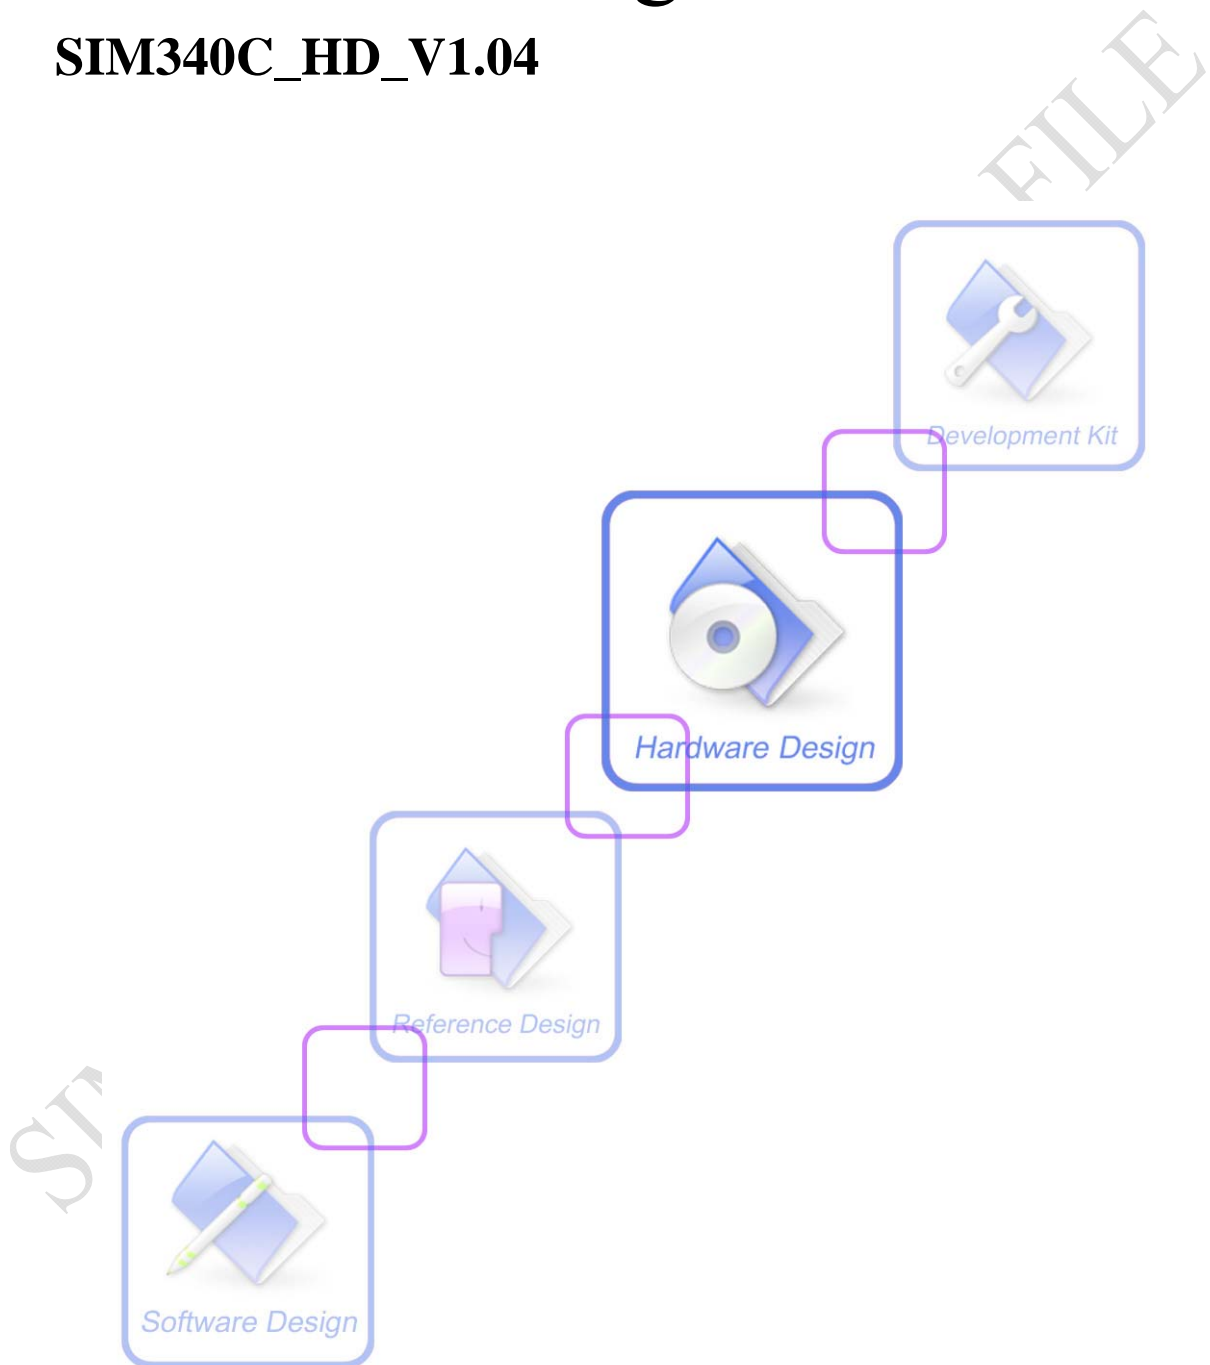 SIM340C_HD_V1.04
FILE
Development Kit
Hardware Design
Reference Design
Software Design